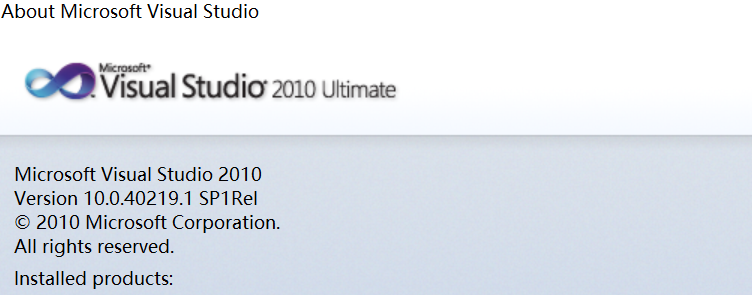 About Microsoft Visual Studio
Microsoft®
Visual Studio® 2010 Ultimate
Microsoft Visual Studio 2010
Version 10.0.40219.1 SP1Rel
© 2010 Microsoft Corporation.
All rights reserved.
Installed products: